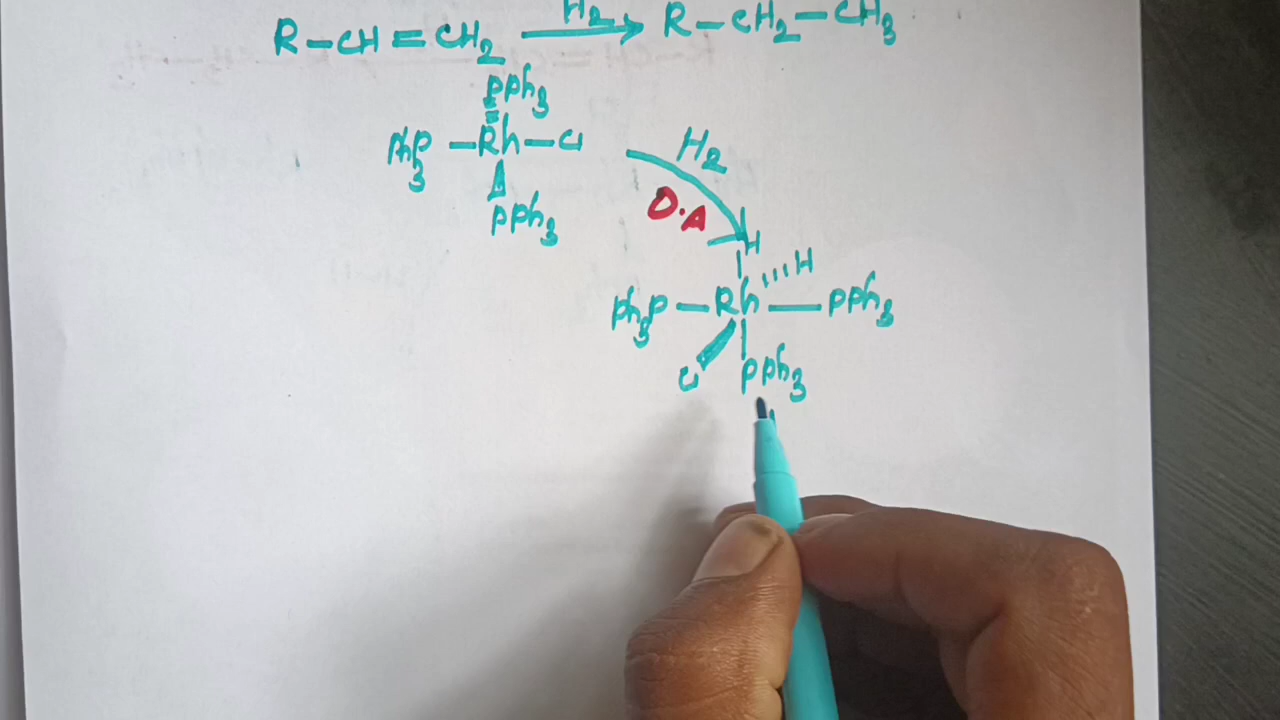 R-CH=CH2 H2 R-CH2-CH3
PPh3
Ph3P-Rh-Cl
PPh3
H2
O.A
H
H
Ph3P-Rh-PPh3
Cl
PPh3